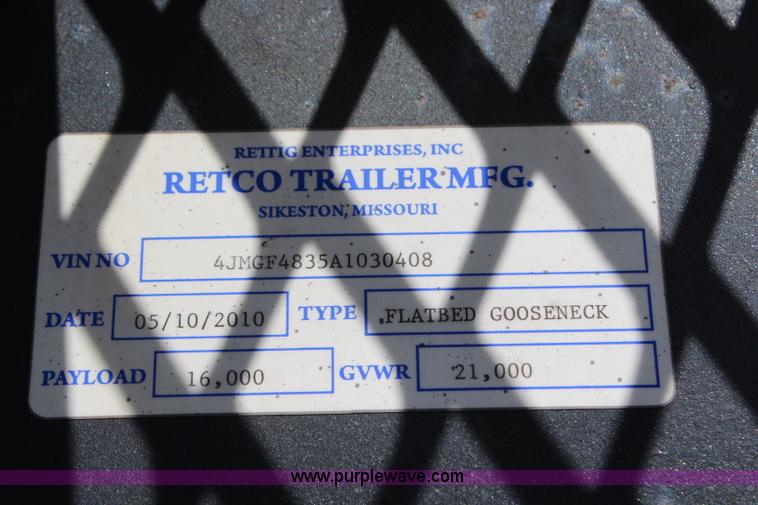 RETTIG ENTERPRISES, INC
RETCO TRAILER MFG.
SIKESTON, MISSOURI
VIN NO 4JMGF4835A1030408
DATE 05/10/2010 TYPE FLATBED GOOSENECK
PAYLOAD 16,000 GVWR 21,000
www.purplewave.com